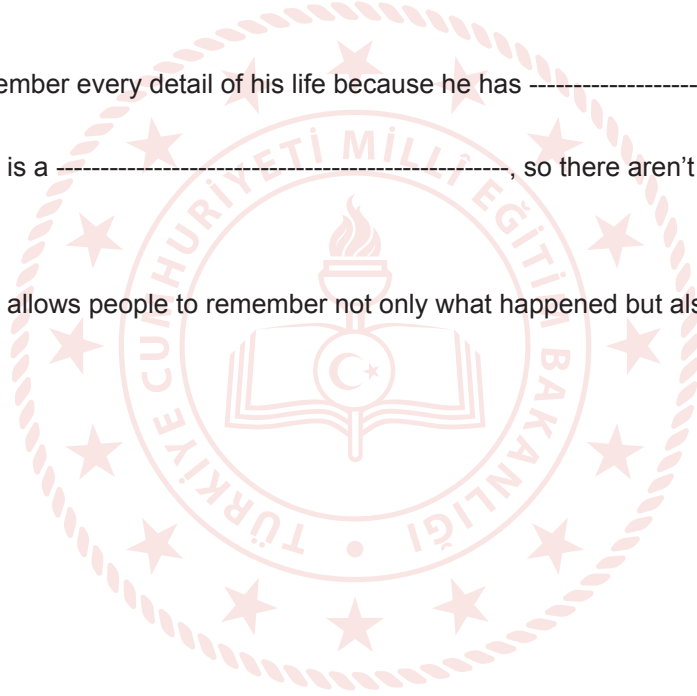 ember every detail of his life because he has -------------------
is a ---------------------------------------------------, so there aren't
allows people to remember not only what happened but als
TÜRKİYE CUMHURİYETİ MİLLÎ EĞİTİM BAKANLIĞI